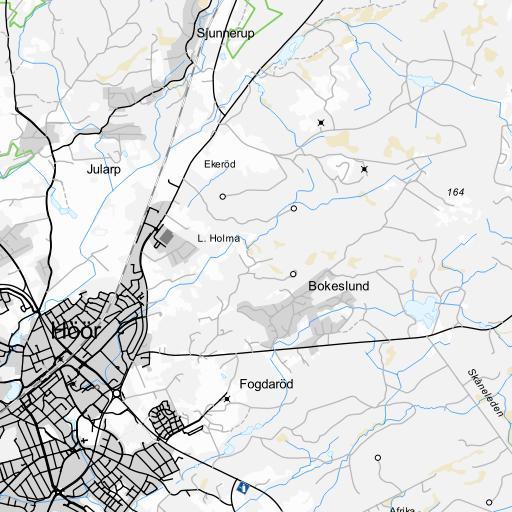 Sjunnerup
Ekeröd
Jularp
164
L. Holma
Bokeslund
Höör
Fogdaröd
Skåneleden
Afrika